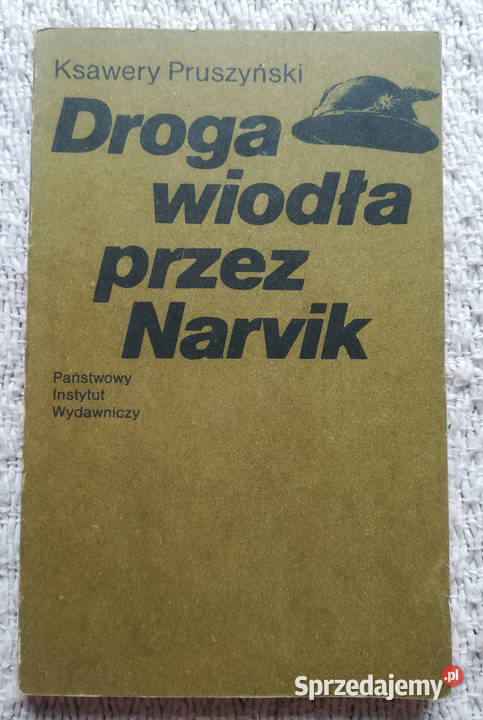 Ksawery Pruszyński
Droga
wiodła
przez
Narvik
Państwowy
Instytut
Wydawniczy
Sprzedajemy.pl